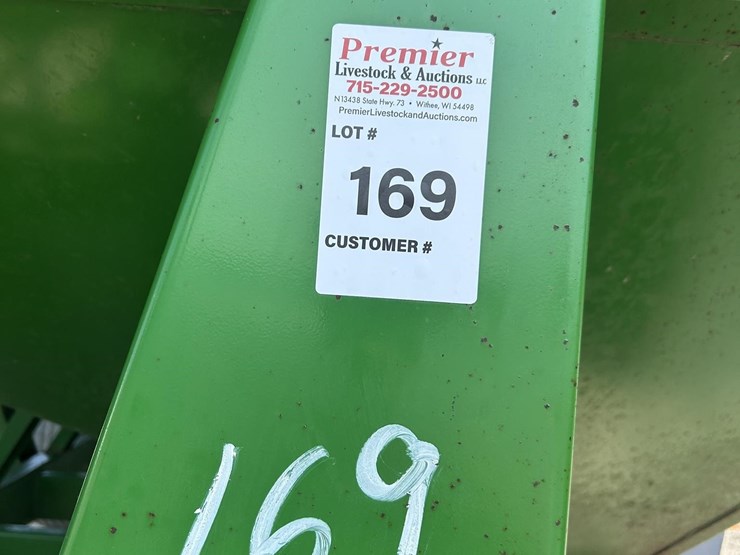 Premier
Livestock & Auctions LLC
715-229-2500
N13438 State Hwy. 73 • Withee, WI 54498
PremierLivestockandAuctions.com
LOT #
169
CUSTOMER #
169